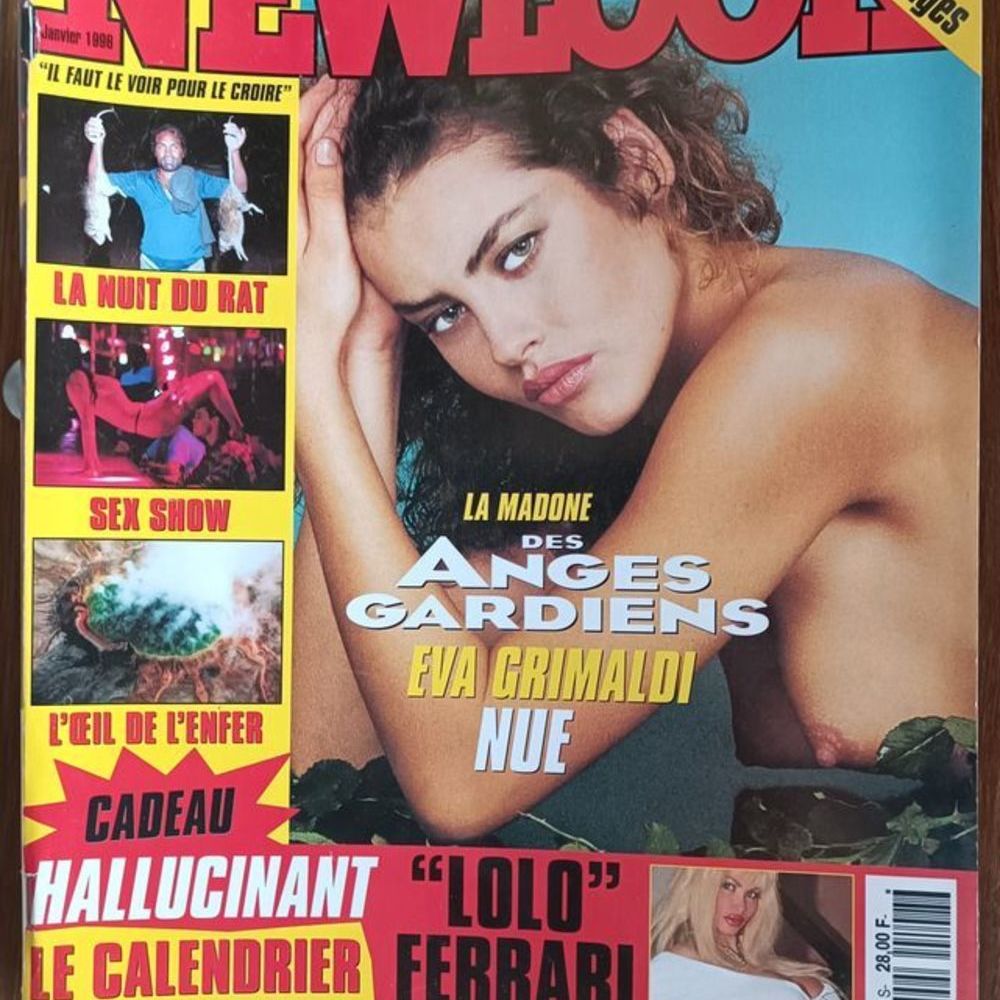 NEWLOOK
Janvier 1996
"IL FAUT LE VOIR POUR LE CROIRE"
LA NUIT DU RAT
SEX SHOW
L'ŒIL DE L'ENFER
CADEAU
HALLUCINANT
LE CALENDRIER
LA MADONE
DES
ANGES
GARDIENS
EVA GRIMALDI
NUE
"LOLO"
FERRARI
28,00 F.